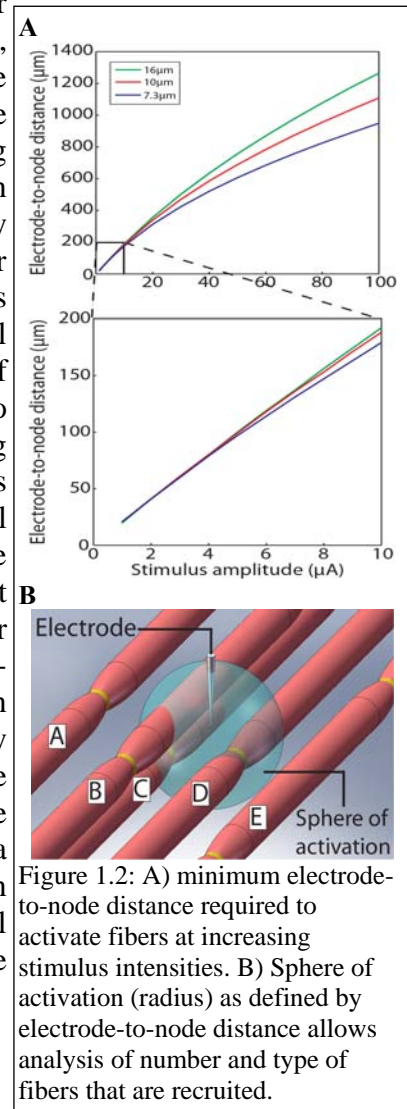 A
1400
1200
1000
800
600
400
200
0
Electrode-to-node distance (µm)
16µm
10µm
7.3µm
20 40 60 80 100
200
150
100
50
0
Electrode-to-node distance (µm)
0 2 4 6 8 10
Stimulus amplitude (µA)
B
Electrode
A
B
C
D
E
Sphere of
activation
Figure 1.2: A) minimum electrode-
to-node distance required to
activate fibers at increasing
stimulus intensities. B) Sphere of
activation (radius) as defined by
electrode-to-node distance allows
analysis of number and type of
fibers that are recruited.